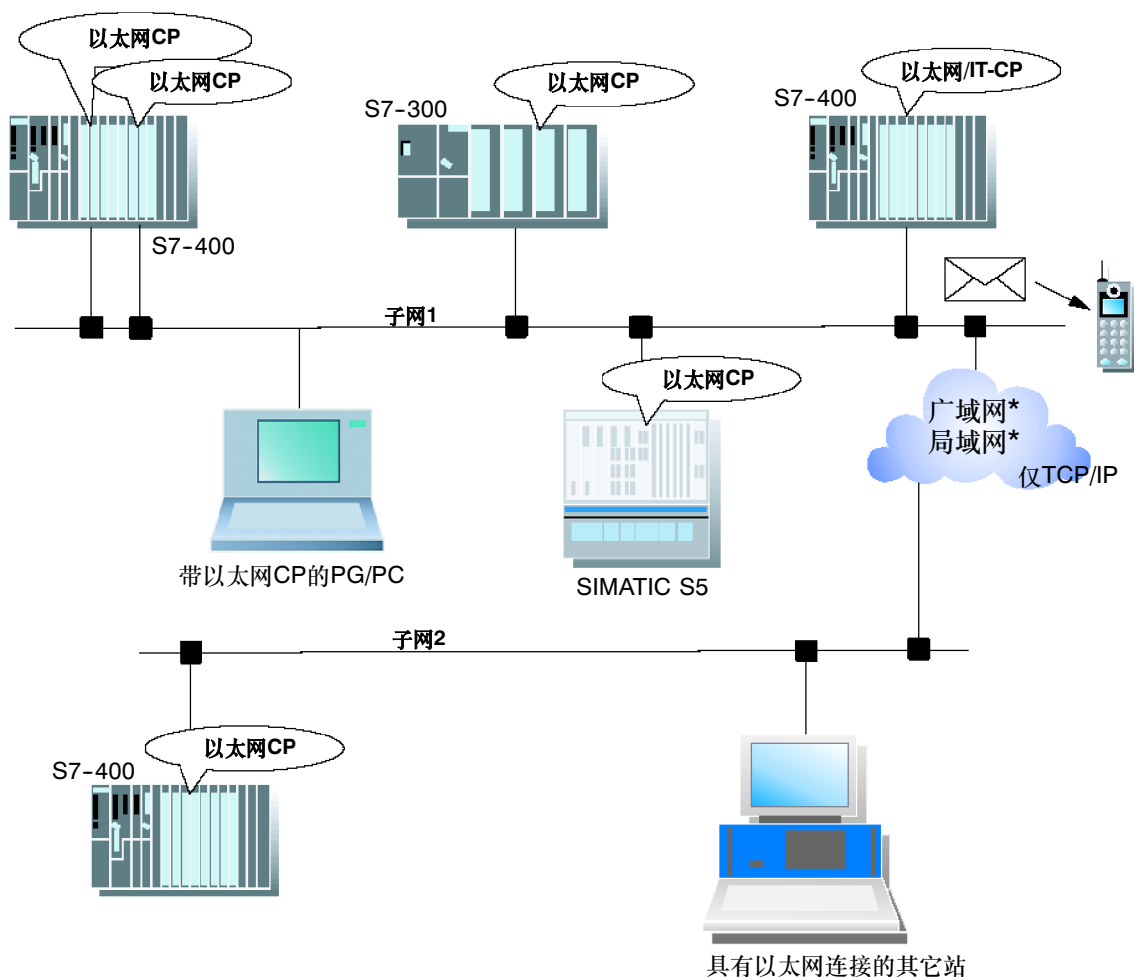 以太网CP
以太网CP
以太网CP
以太网/IT-CP
S7-300
S7-400
S7-400
子网1
以太网CP
广域网*
局域网*
仅TCP/IP
带以太网CP的PG/PC
SIMATIC S5
子网2
以太网CP
S7-400
具有以太网连接的其它站